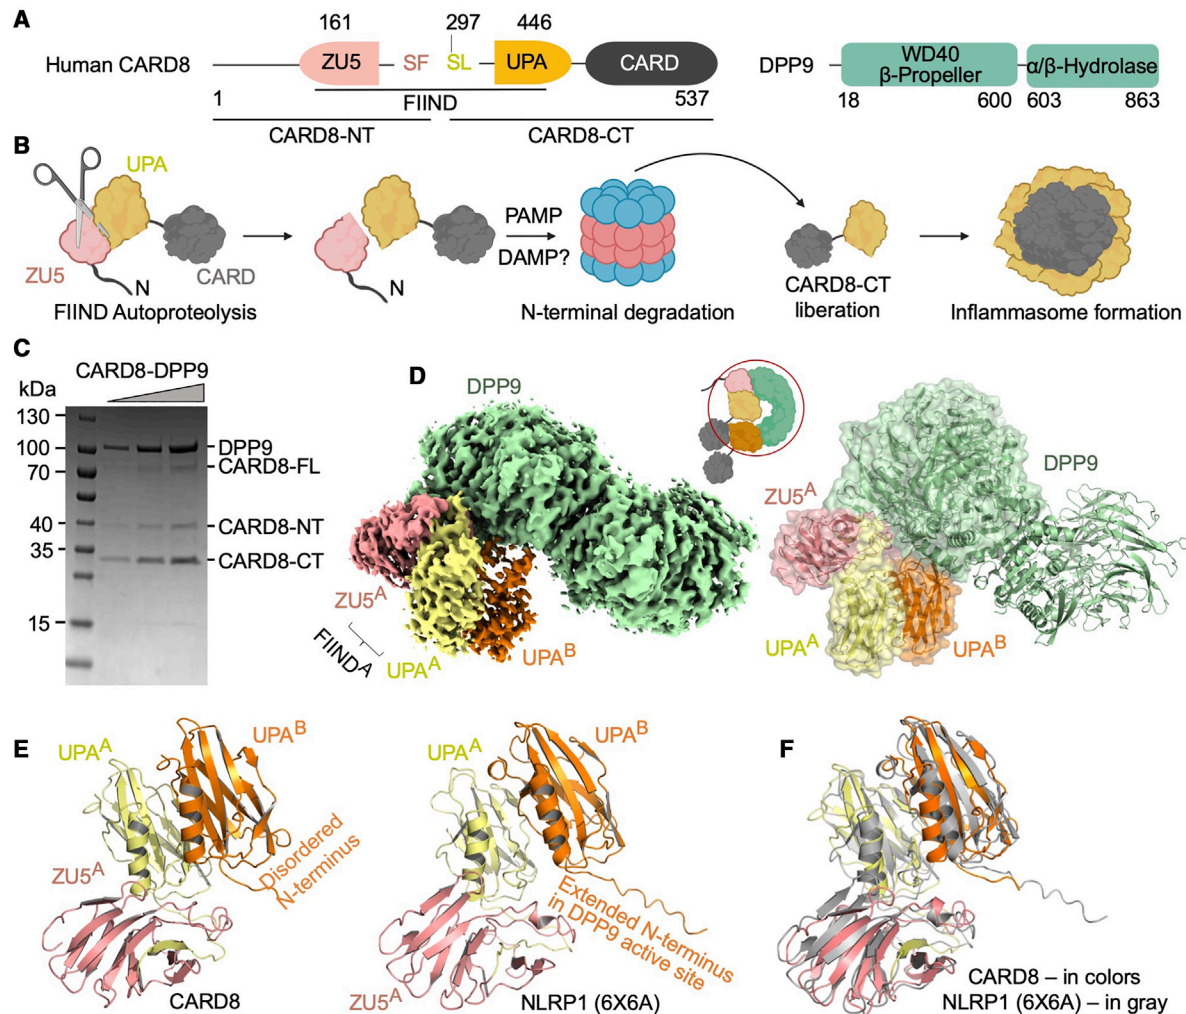 A
161
297
446
Human CARD8
ZU5
SF
SL
UPA
CARD
FIIND
1
537
CARD8-NT
CARD8-CT
DPP9
WD40
β-Propeller
α/β-Hydrolase
18
600
603
863
B
UPA
ZU5
CARD
N
FIIND Autoproteolysis
N
PAMP
DAMP?
N-terminal degradation
CARD8-CT
liberation
Inflammasome formation
C
CARD8-DPP9
kDa
130
100
70
40
35
15
DPP9
CARD8-FL
CARD8-NT
CARD8-CT
D
DPP9
ZU5A
FIINDA
UPAA
UPAB
DPP9
ZU5A
UPAA
UPAB
E
UPAA
UPAB
Disordered
N-terminus
ZU5A
CARD8
UPAA
UPAB
Extended N-terminus
in DPP9 active
site
ZU5A
NLRP1 (6X6A)
F
CARD8 – in colors
NLRP1 (6X6A) – in gray